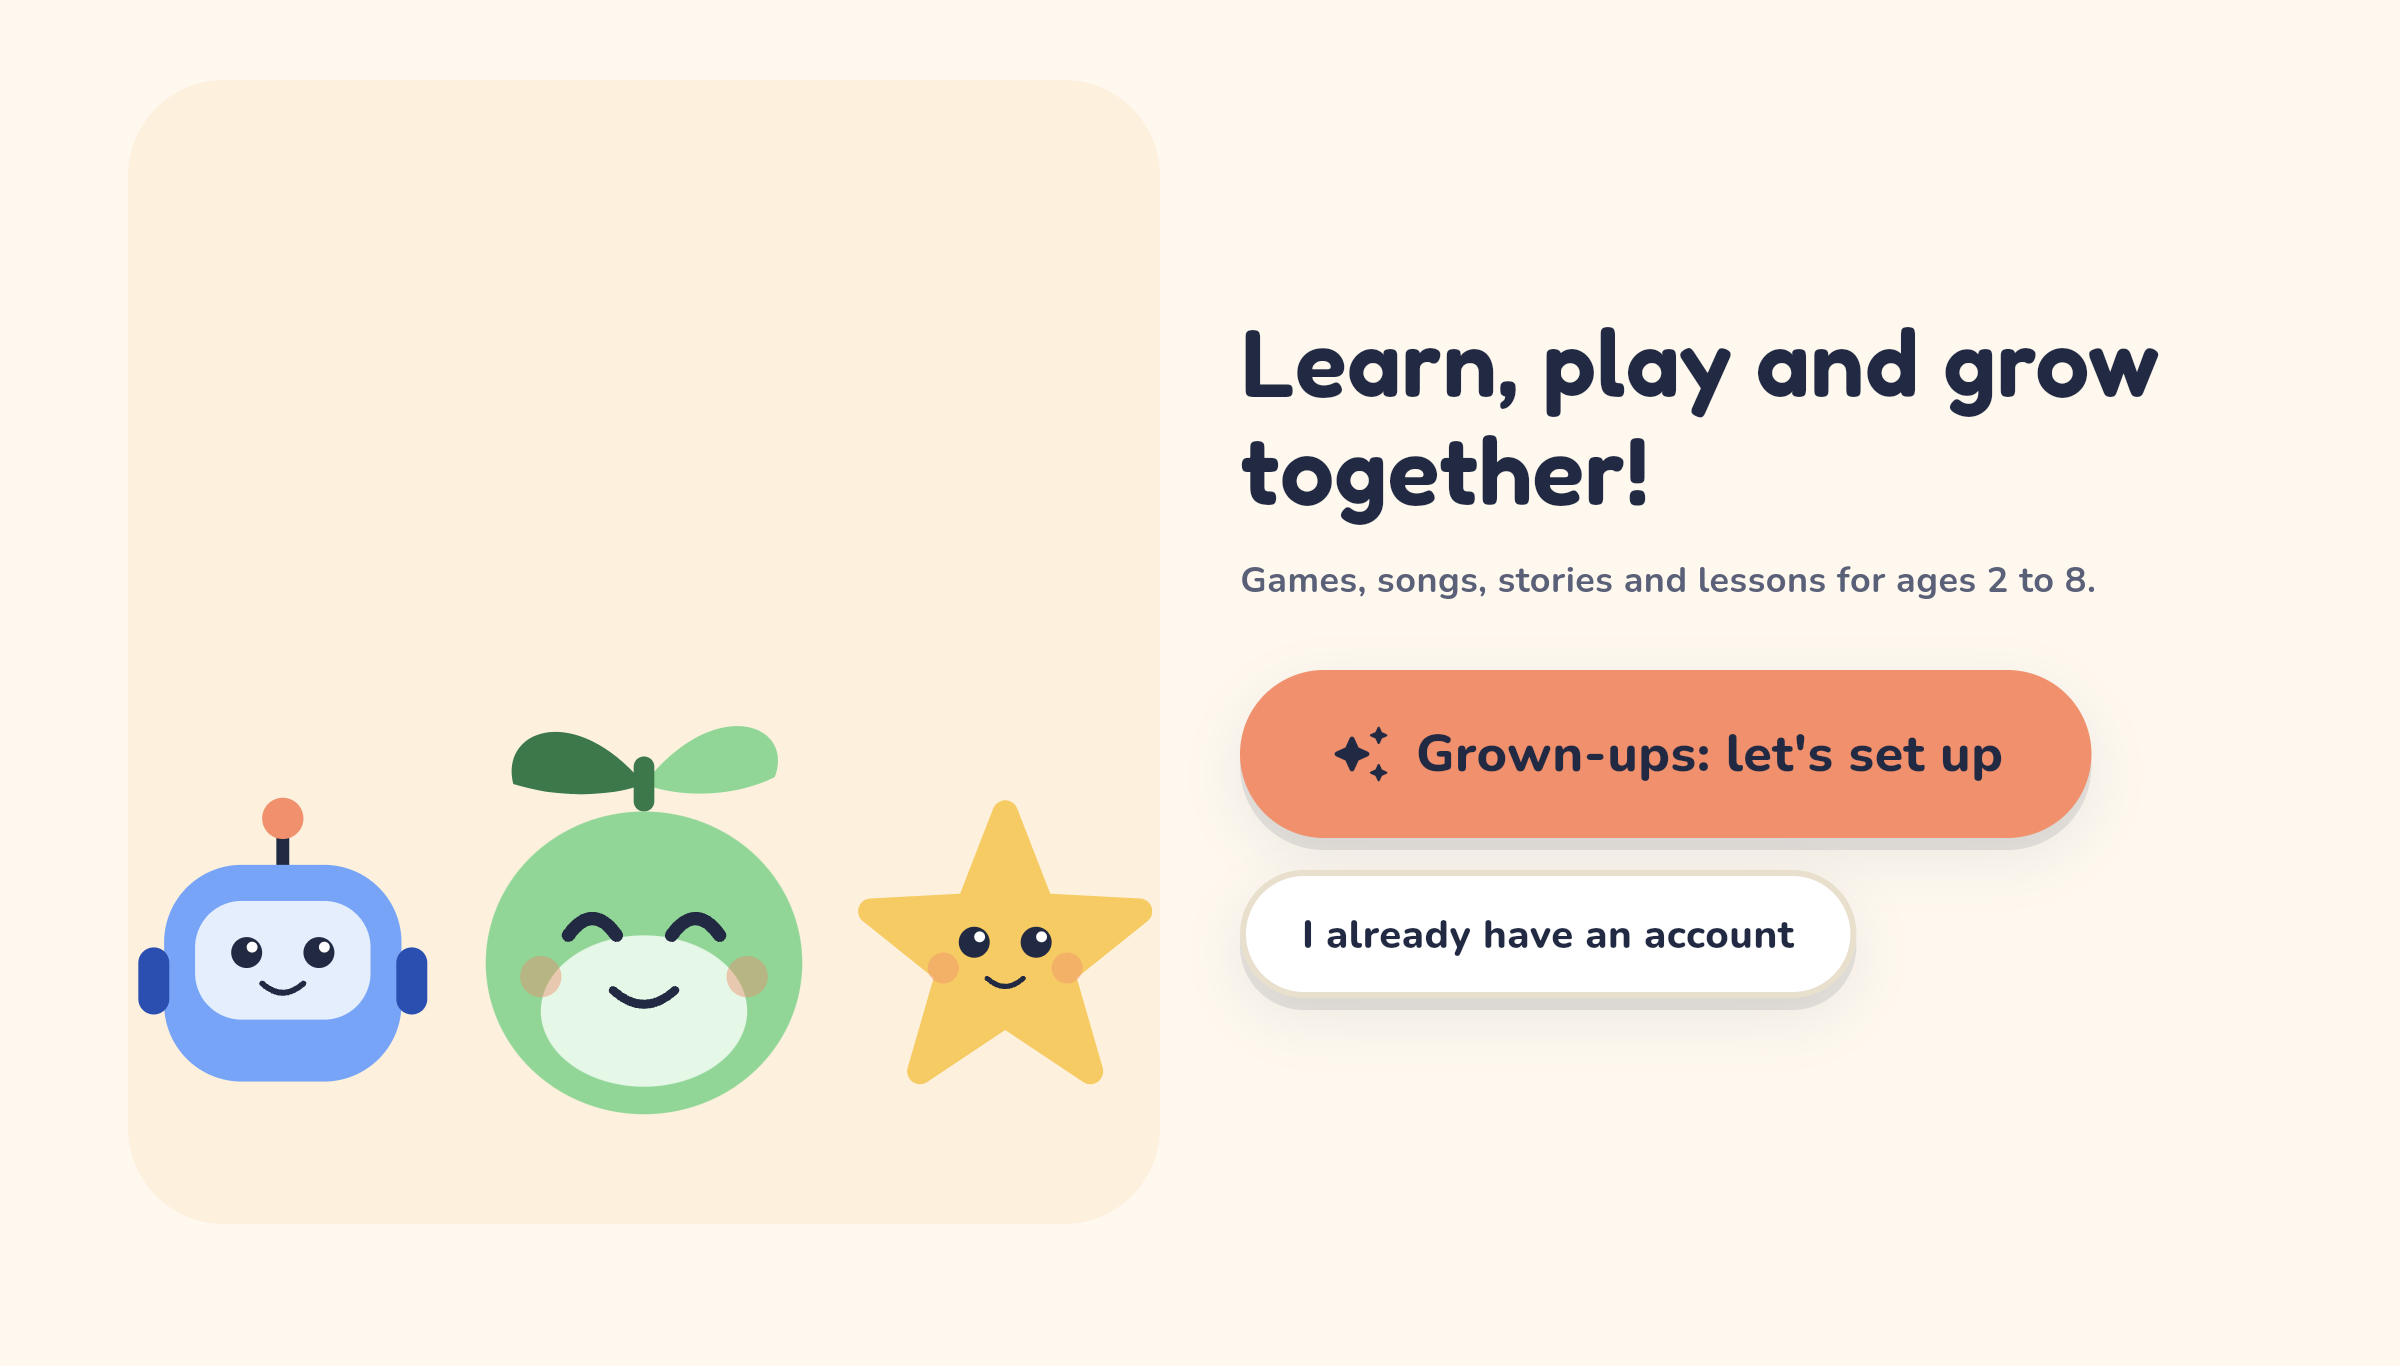 Learn, play and grow
together!
Games, songs, stories and lessons for ages 2 to 8.
Grown-ups: let's set up
I already have an account